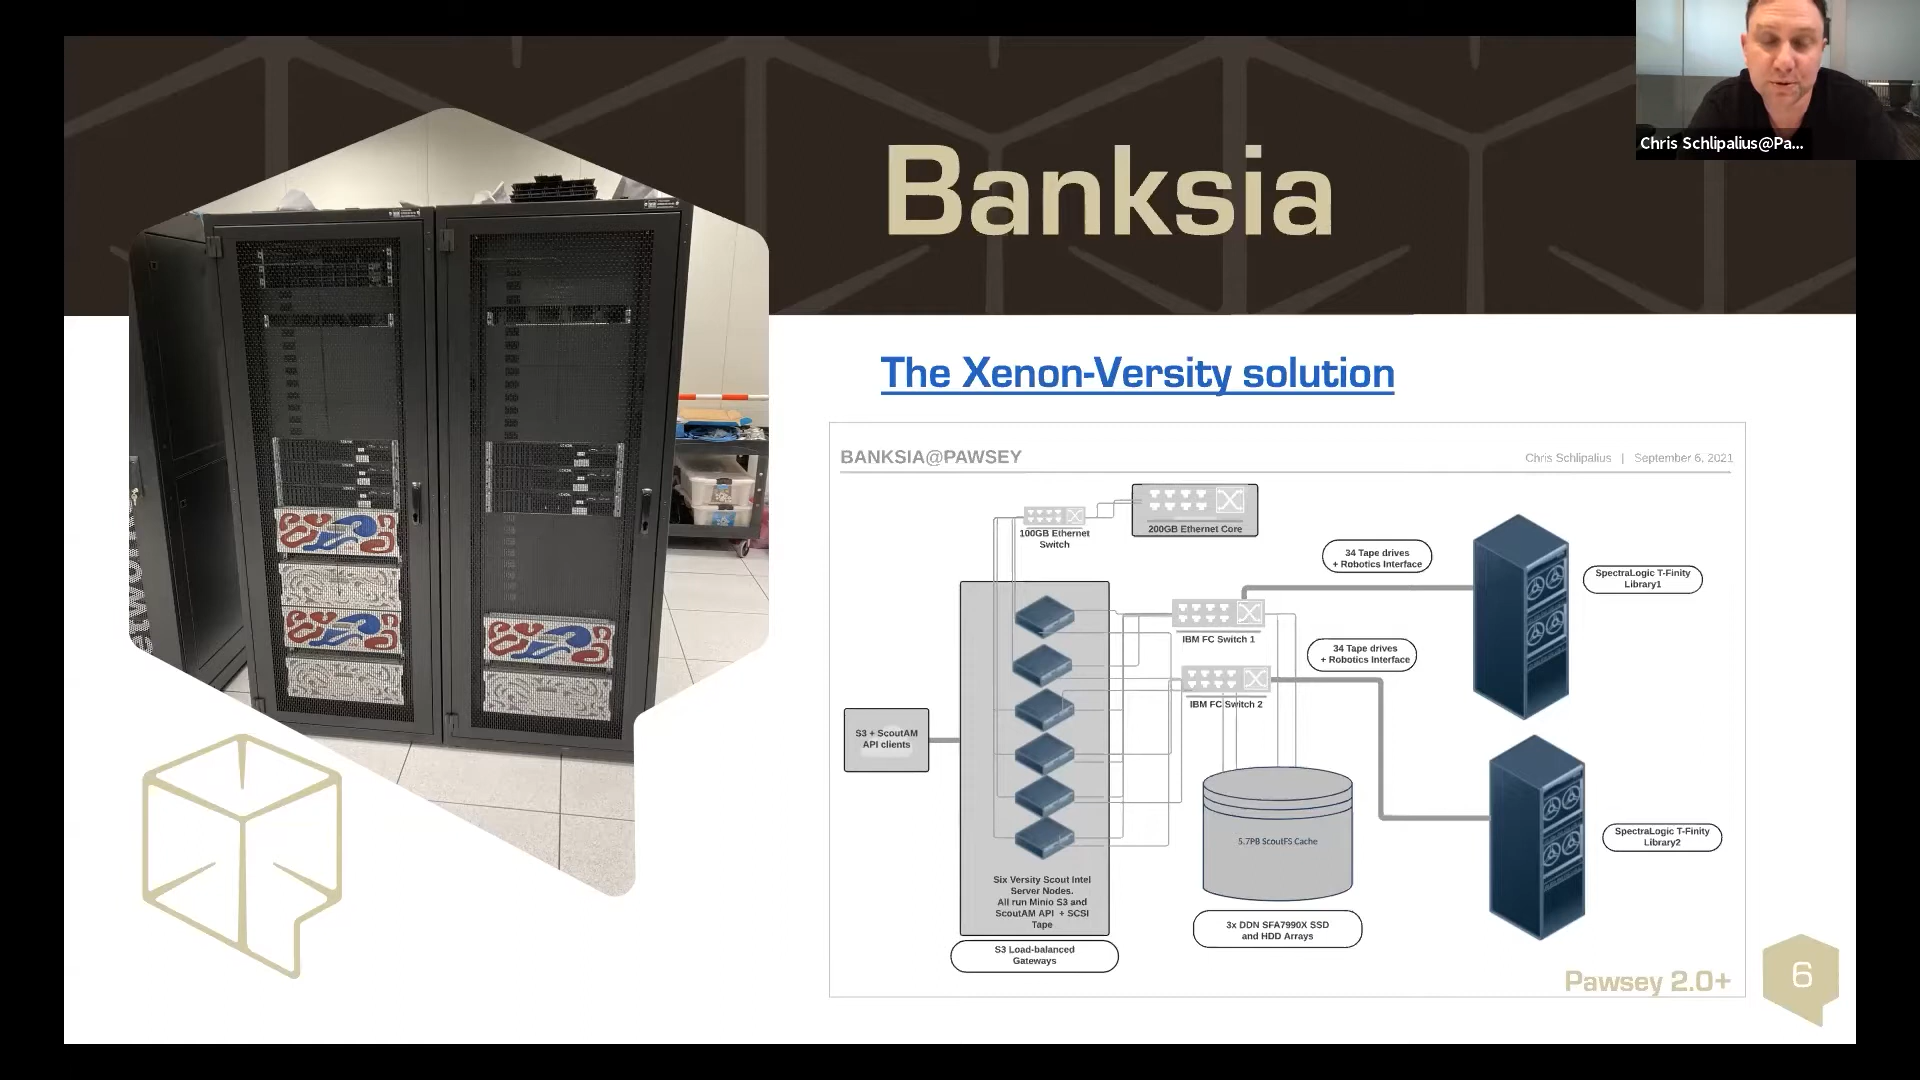 Chris Schlipalius@Pa...
Banksia
The Xenon-Versity solution
BANKSIA@PAWSEY
Chris Schlipalius | September 6, 2021
100GB Ethernet
Switch
200GB Ethernet Core
34 Tape drives
+ Robotics Interface
SpectraLogic T-Finity
Library1
IBM FC Switch 1
34 Tape drives
+ Robotics Interface
IBM FC Switch 2
S3 + ScoutAM
API clients
5.7PB ScoutFS Cache
SpectraLogic T-Finity
Library2
Six Versity Scout Intel
Server Nodes.
All run Minio S3 and
ScoutAM API + SCSI
Tape
3x DDN SFA7990X SSD
and HDD Arrays
S3 Load-balanced
Gateways
Pawsey 2.0+
6